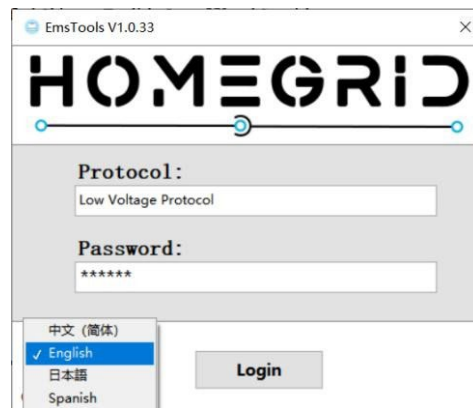 EmsTools V1.0.33
HOMEGRID
Protocol:
Low Voltage Protocol
Password:
******
中文 (简体)
✓ English
日本語
Spanish
Login